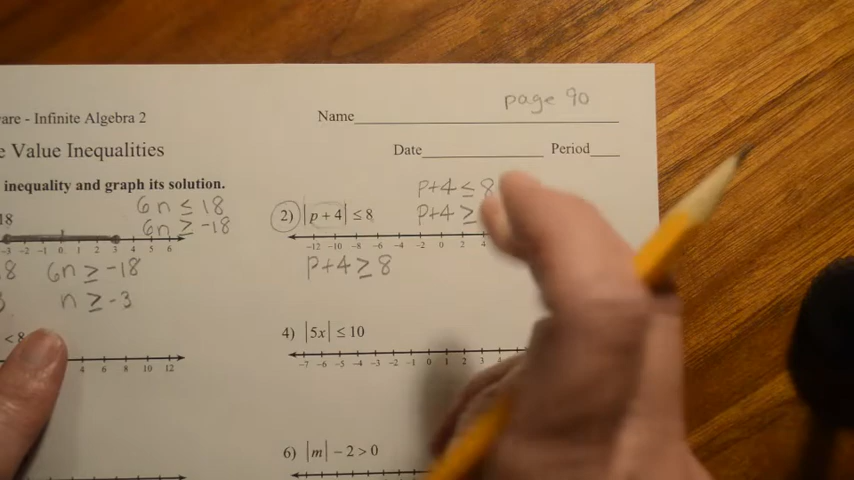 page 90
are - Infinite Algebra 2
Name
e Value Inequalities
Date Period
inequality and graph its solution.
18
6n ≤ 18
6n ≥ -18
-3 -2 -1 0 1 2 3 4 5 6
8 6n ≥ -18
3 n ≥ -3
< 8
4 6 8 10 12
p+4 ≤ 8
2) |p + 4| ≤ 8 p+4 ≥
-12 -10 -8 -6 -4 -2 0 2 4
p+4 ≥ 8
4) |5x| ≤ 10
-7 -6 -5 -4 -3 -2 -1 0 1 2 3
6) |m| - 2 > 0